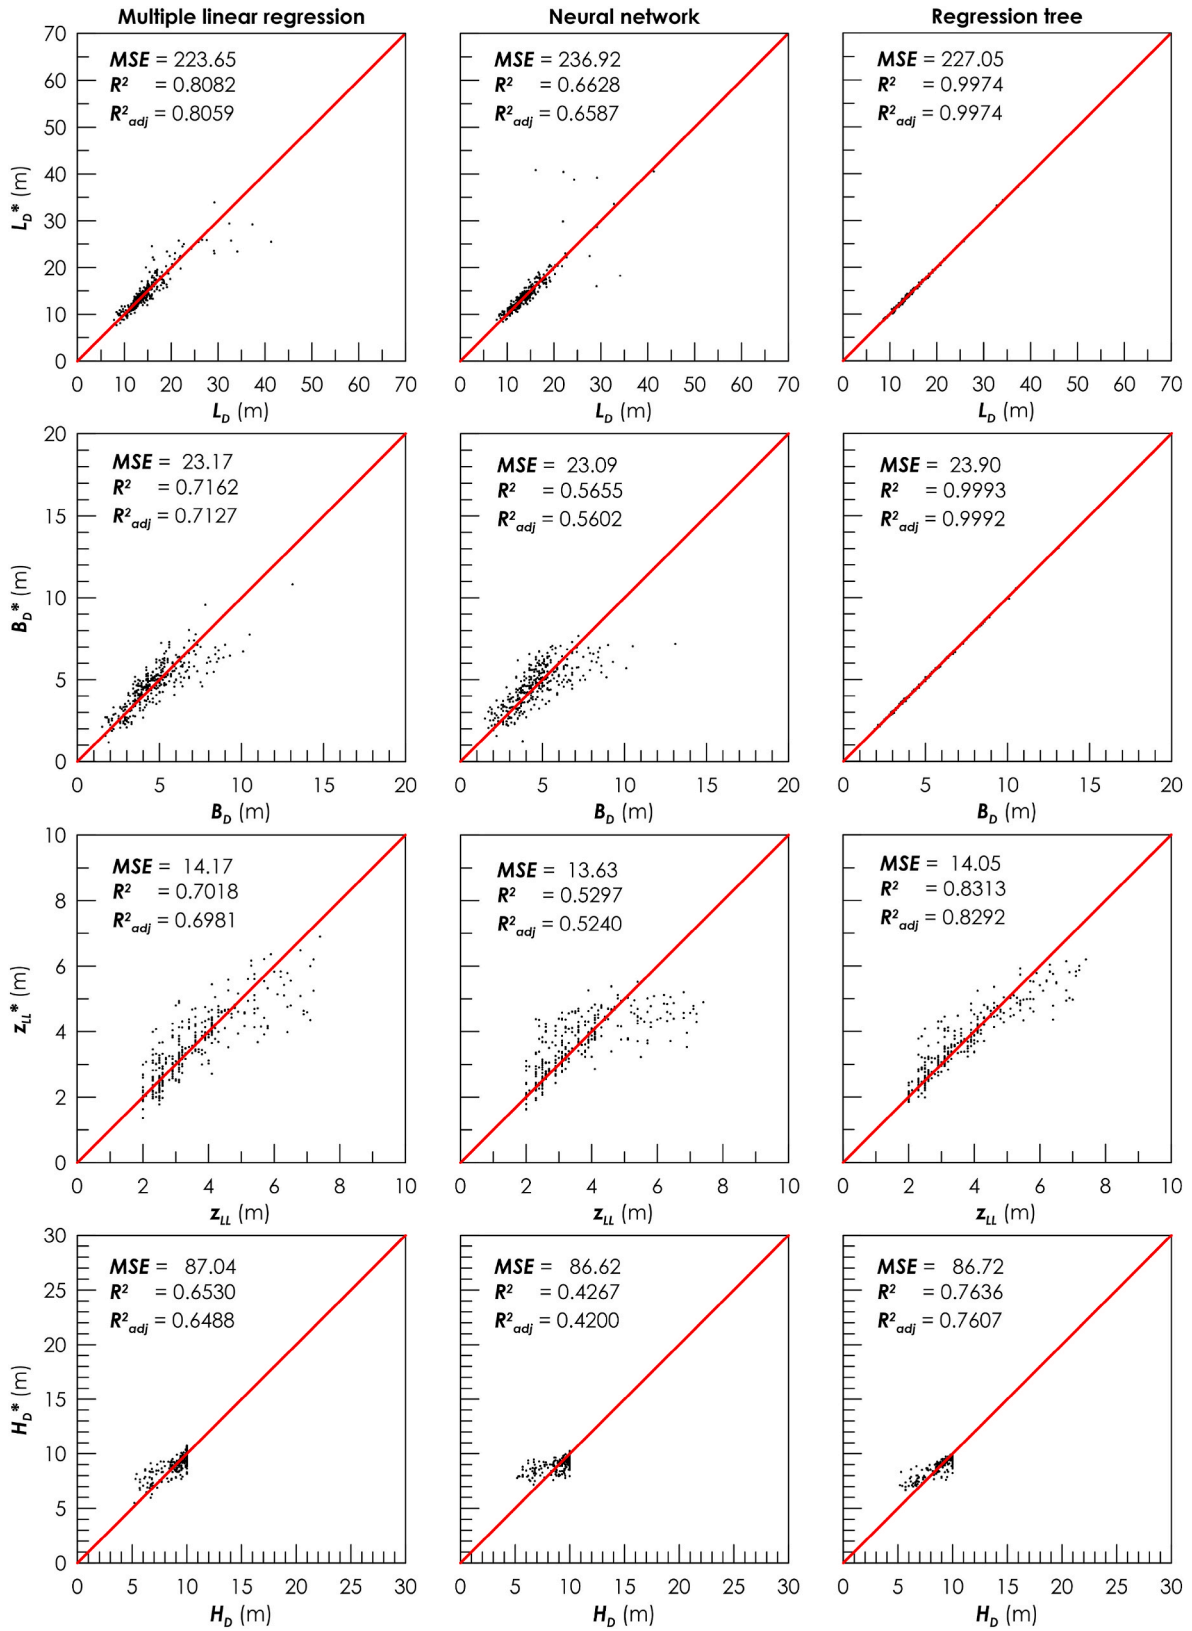 Multiple linear regression Neural network Regression tree
MSE = 223.65
R² = 0.8082
R²adj = 0.8059
MSE = 236.92
R² = 0.6628
R²adj = 0.6587
MSE = 227.05
R² = 0.9974
R²adj = 0.9974
LD* (m)
70
60
50
40
30
20
10
0
0 10 20 30 40 50 60 70
LD (m)
0 10 20 30 40 50 60 70
LD (m)
0 10 20 30 40 50 60 70
LD (m)
MSE = 23.17
R² = 0.7162
R²adj = 0.7127
MSE = 23.09
R² = 0.5655
R²adj = 0.5602
MSE = 23.90
R² = 0.9993
R²adj = 0.9992
BD* (m)
20
15
10
5
0
0 5 10 15 20
BD (m)
0 5 10 15 20
BD (m)
0 5 10 15 20
BD (m)
MSE = 14.17
R² = 0.7018
R²adj = 0.6981
MSE = 13.63
R² = 0.5297
R²adj = 0.5240
MSE = 14.05
R² = 0.8313
R²adj = 0.8292
zLL* (m)
10
8
6
4
2
0
0 2 4 6 8 10
zLL (m)
0 2 4 6 8 10
zLL (m)
0 2 4 6 8 10
zLL (m)
MSE = 87.04
R² = 0.6530
R²adj = 0.6488
MSE = 86.62
R² = 0.4267
R²adj = 0.4200
MSE = 86.72
R² = 0.7636
R²adj = 0.7607
HD* (m)
30
25
20
15
10
5
0
0 5 10 15 20 25 30
HD (m)
0 5 10 15 20 25 30
HD (m)
0 5 10 15 20 25 30
HD (m)